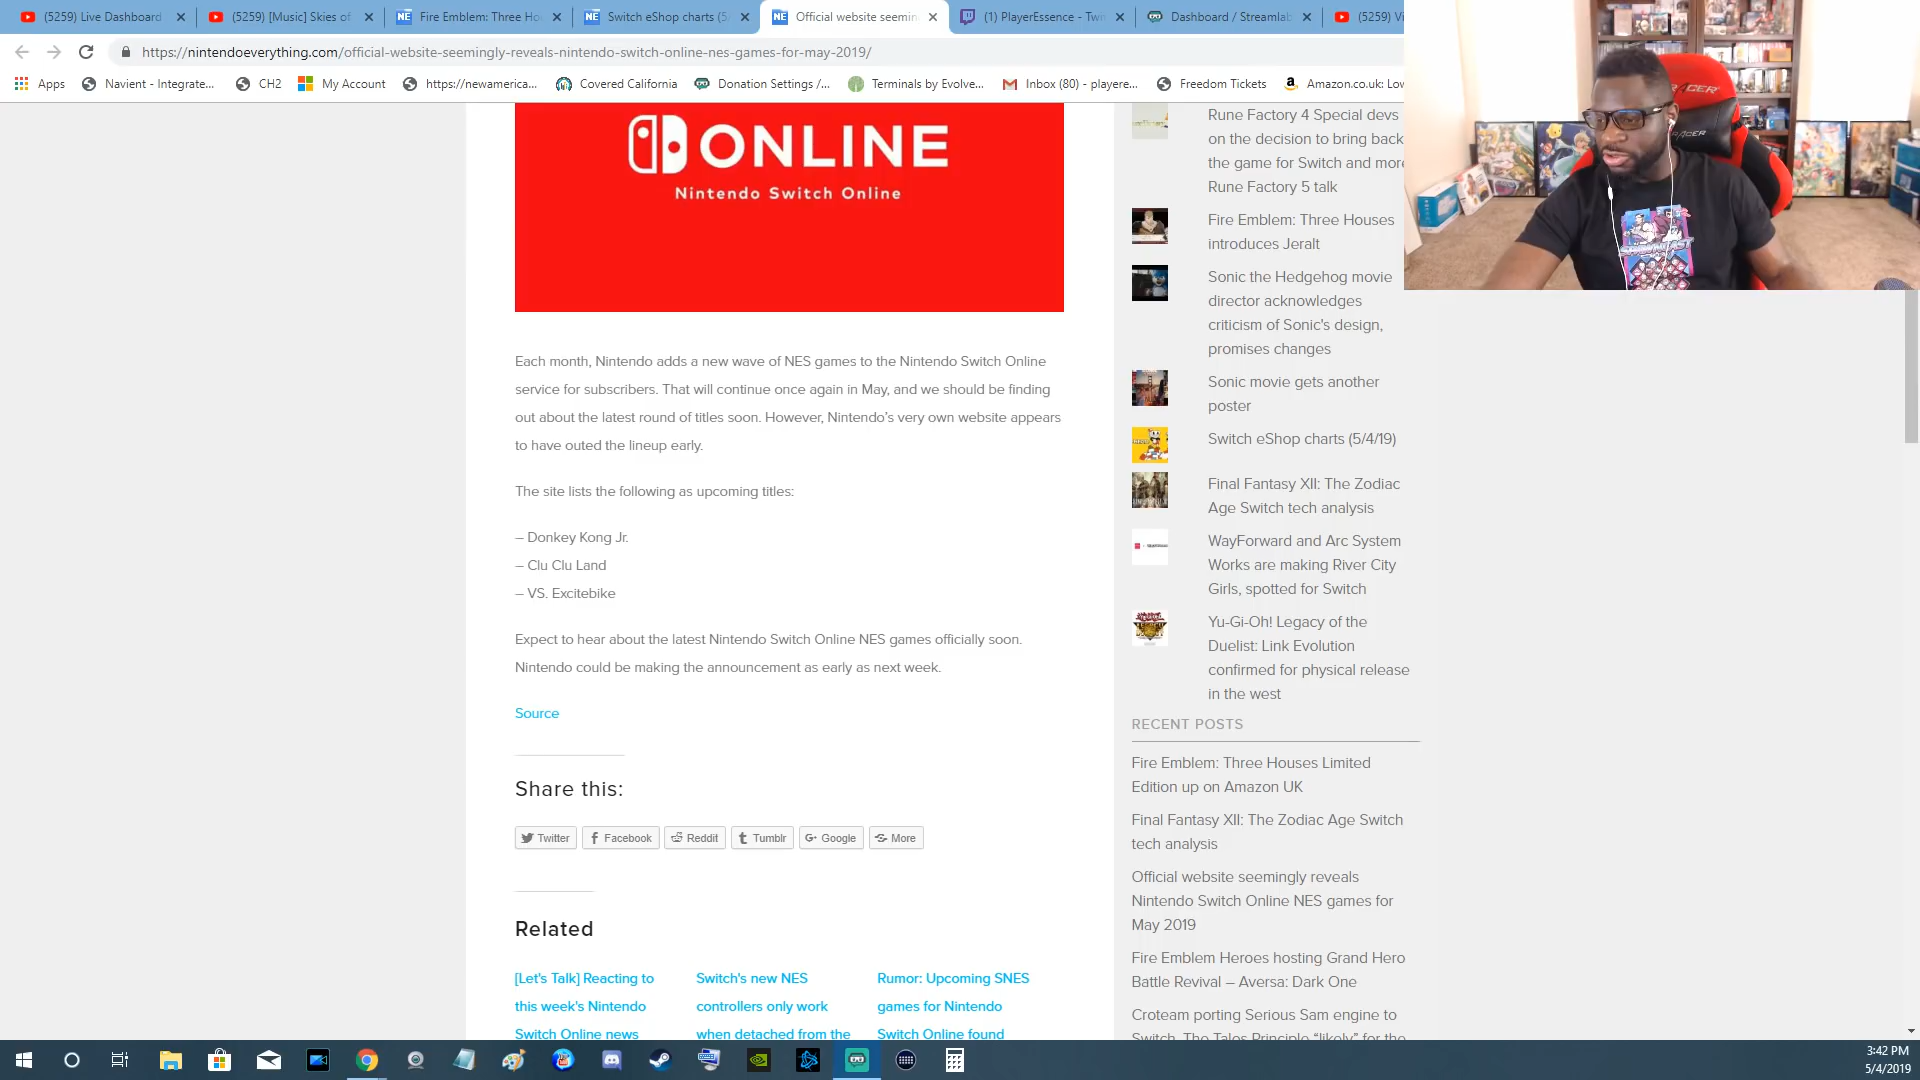 (5259) Live Dashboard
(5259) [Music] Skies of
Fire Emblem: Three Ho
Switch eShop charts (5/
Official website seemin
(1) PlayerEssence - Twi
Dashboard / Streamlab
(5259) Vi
https://nintendoeverything.com/official-website-seemingly-reveals-nintendo-switch-online-nes-games-for-may-2019/
Apps
Navient - Integrate...
CH2
My Account
https://newamerica...
Covered California
Donation Settings /...
Terminals by Evolve...
Inbox (80) - playere...
Freedom Tickets
Amazon.co.uk: Low
ONLINE
Nintendo Switch Online
Each month, Nintendo adds a new wave of NES games to the Nintendo Switch Online
service for subscribers. That will continue once again in May, and we should be finding
out about the latest round of titles soon. However, Nintendo's very own website appears
to have outed the lineup early.
The site lists the following as upcoming titles:
– Donkey Kong Jr.
– Clu Clu Land
– VS. Excitebike
Expect to hear about the latest Nintendo Switch Online NES games officially soon.
Nintendo could be making the announcement as early as next week.
Source
Share this:
Twitter
Facebook
Reddit
Tumblr
Google
More
Related
[Let's Talk] Reacting to
this week's Nintendo
Switch Online news
Switch's new NES
controllers only work
when detached from the
Rumor: Upcoming SNES
games for Nintendo
Switch Online found
Rune Factory 4 Special devs
on the decision to bring back
the game for Switch and more
Rune Factory 5 talk
Fire Emblem: Three Houses
introduces Jeralt
Sonic the Hedgehog movie
director acknowledges
criticism of Sonic's design,
promises changes
Sonic movie gets another
poster
Switch eShop charts (5/4/19)
Final Fantasy XII: The Zodiac
Age Switch tech analysis
WayForward and Arc System
Works are making River City
Girls, spotted for Switch
Yu-Gi-Oh! Legacy of the
Duelist: Link Evolution
confirmed for physical release
in the west
RECENT POSTS
Fire Emblem: Three Houses Limited
Edition up on Amazon UK
Final Fantasy XII: The Zodiac Age Switch
tech analysis
Official website seemingly reveals
Nintendo Switch Online NES games for
May 2019
Fire Emblem Heroes hosting Grand Hero
Battle Revival – Aversa: Dark One
Croteam porting Serious Sam engine to
Switch, The Talos Principle "likely" for the
3:42 PM
5/4/2019